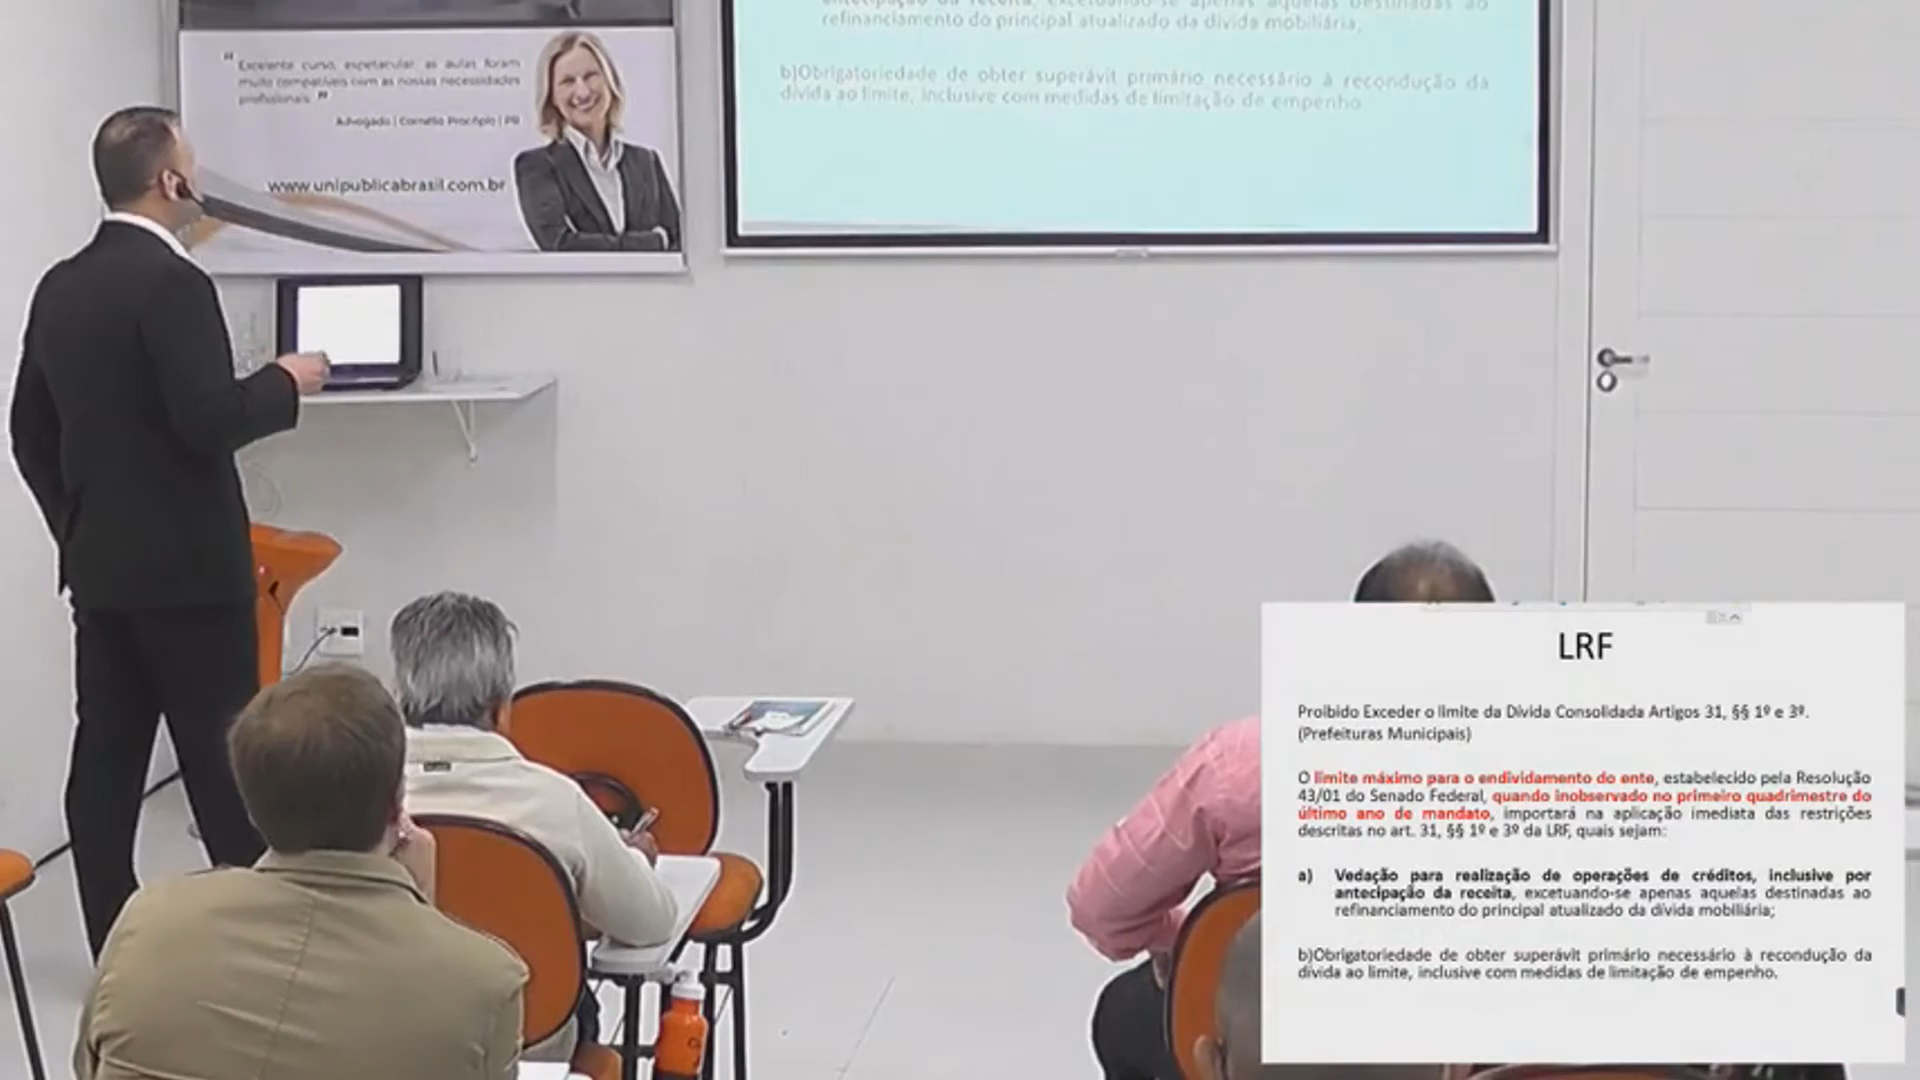 “ Excelente curso, espetacular, as aulas foram
muito compatíveis com as nossas necessidades
profissionais. ”
Advogado | Cornélio Procópio | PR
www.unipublicabrasil.com.br
antecipação da receita, excetuando-se apenas aquelas destinadas ao
refinanciamento do principal atualizado da dívida mobiliária;
b)Obrigatoriedade de obter superávit primário necessário à recondução da
dívida ao limite, inclusive com medidas de limitação de empenho.
LRF
Proibido Exceder o limite da Dívida Consolidada Artigos 31, §§ 1º e 3º.
(Prefeituras Municipais)
O limite máximo para o endividamento do ente, estabelecido pela Resolução
43/01 do Senado Federal, quando inobservado no primeiro quadrimestre do
último ano de mandato, importará na aplicação imediata das restrições
descritas no art. 31, §§ 1º e 3º da LRF, quais sejam:
a) Vedação para realização de operações de créditos, inclusive por
antecipação da receita, excetuando-se apenas aquelas destinadas ao
refinanciamento do principal atualizado da dívida mobiliária;
b)Obrigatoriedade de obter superávit primário necessário à recondução da
dívida ao limite, inclusive com medidas de limitação de empenho.